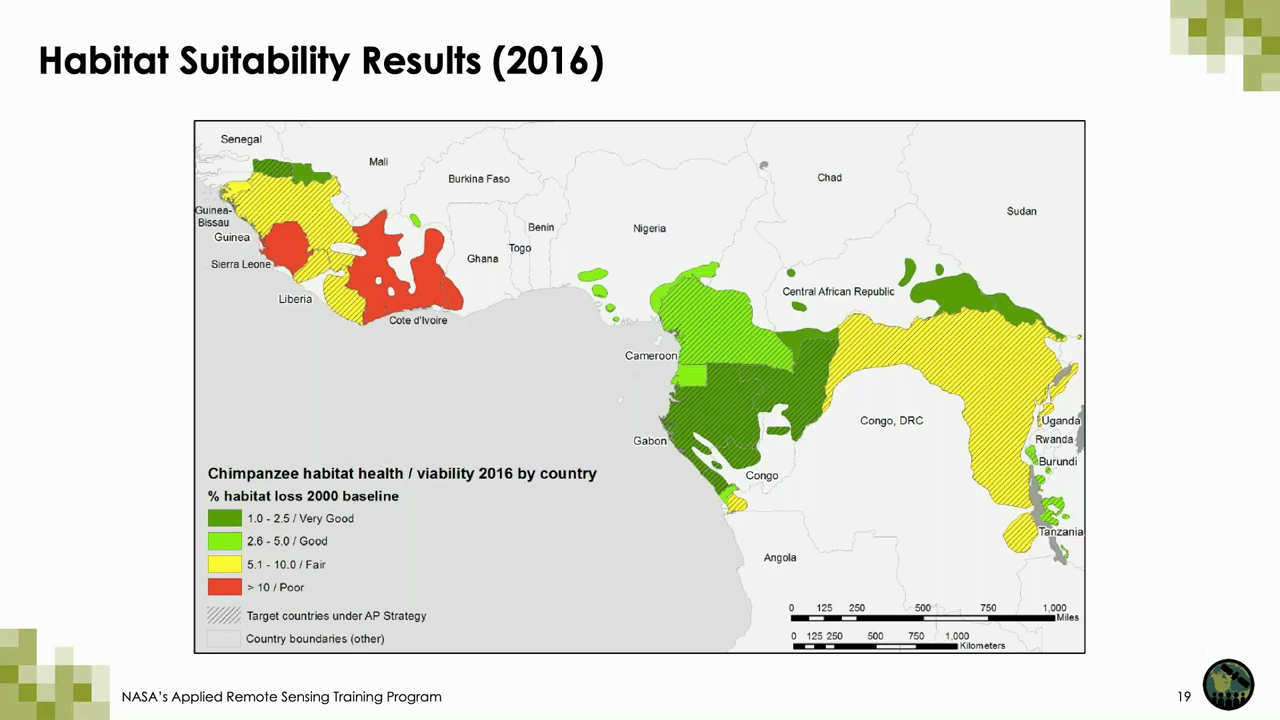 Habitat Suitability Results (2016)
Senegal
Mali
Burkina Faso
Chad
Sudan
Guinea-
Bissau
Guinea
Benin
Nigeria
Togo
Ghana
Sierra Leone
Liberia
Cote d'Ivoire
Central African Republic
Cameroon
Congo, DRC
Uganda
Gabon
Rwanda
Burundi
Congo
Tanzania
Angola
Chimpanzee habitat health / viability 2016 by country
% habitat loss 2000 baseline
1.0 - 2.5 / Very Good
2.6 - 5.0 / Good
5.1 - 10.0 / Fair
> 10 / Poor
Target countries under AP Strategy
Country boundaries (other)
0 125 250 500 750 1,000
Miles
0 125 250 500 750 1,000
Kilometers
NASA's Applied Remote Sensing Training Program
19